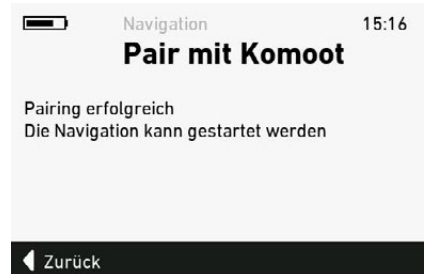 Navigation
15:16
Pair mit Komoot
Pairing erfolgreich
Die Navigation kann gestartet werden
Zurück